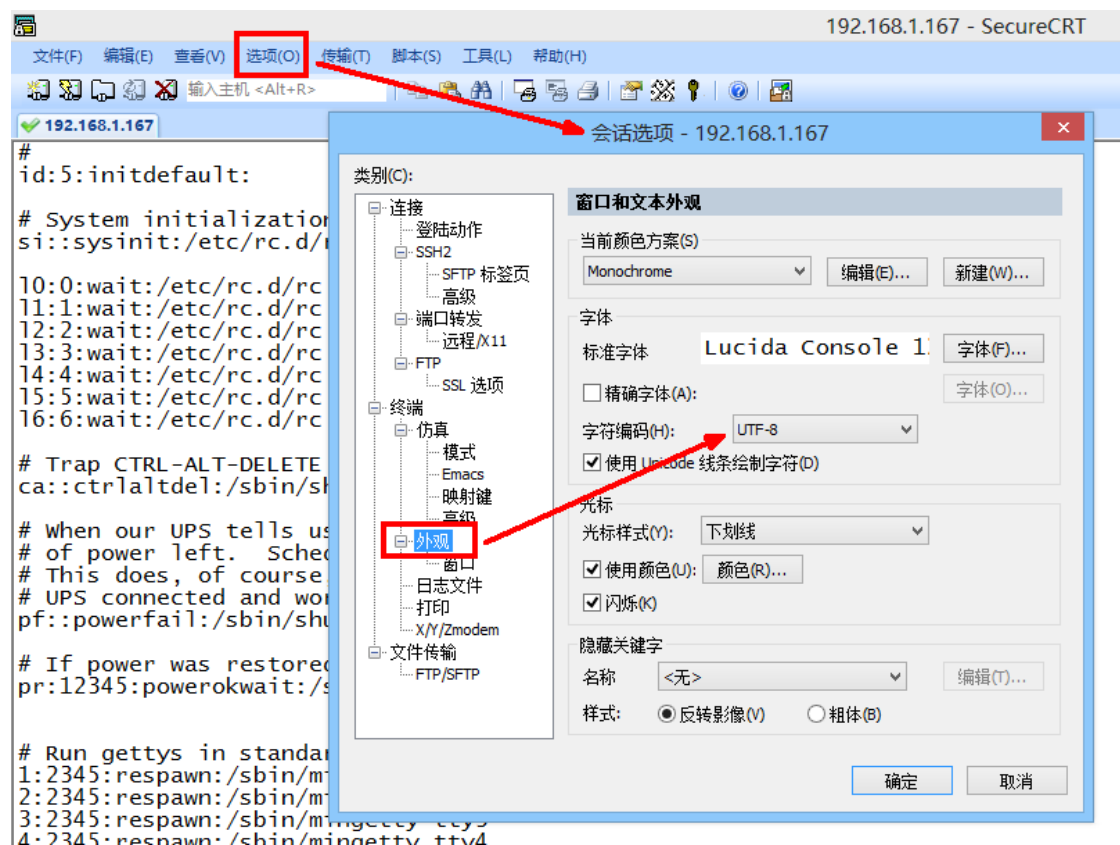 192.168.1.167 - SecureCRT
文件(F) 编辑(E) 查看(V) 选项(O) 传输(T) 脚本(S) 工具(L) 帮助(H)
输入主机 <Alt+R>
192.168.1.167
#
id:5:initdefault:
# System initialization
si::sysinit:/etc/rc.d/
l0:0:wait:/etc/rc.d/rc
l1:1:wait:/etc/rc.d/rc
l2:2:wait:/etc/rc.d/rc
l3:3:wait:/etc/rc.d/rc
l4:4:wait:/etc/rc.d/rc
l5:5:wait:/etc/rc.d/rc
l6:6:wait:/etc/rc.d/rc
# Trap CTRL-ALT-DELETE
ca::ctrlaltdel:/sbin/sh
# When our UPS tells us
# of power left. Sched
# This does, of course,
# UPS connected and wor
pf::powerfail:/sbin/shu
# If power was restored
pr:12345:powerokwait:/s
# Run gettys in standar
1:2345:respawn:/sbin/mi
2:2345:respawn:/sbin/mi
3:2345:respawn:/sbin/mingetty tty3
4:2345:respawn:/sbin/mingetty tty4
会话选项 - 192.168.1.167
类别(C):
连接
登陆动作
SSH2
SFTP 标签页
高级
端口转发
远程/X11
FTP
SSL 选项
终端
仿真
模式
Emacs
映射键
高级
外观
窗口
日志文件
打印
X/Y/Zmodem
文件传输
FTP/SFTP
窗口和文本外观
当前颜色方案(S)
Monochrome 编辑(E)... 新建(W)...
字体
标准字体 Lucida Console 1 字体(F)...
精确字体(A): 字体(O)...
字符编码(H): UTF-8
使用 Unicode 线条绘制字符(D)
光标
光标样式(Y): 下划线
使用颜色(U): 颜色(R)...
闪烁(K)
隐藏关键字
名称 <无> 编辑(T)...
样式: 反转影像(V) 粗体(B)
确定 取消